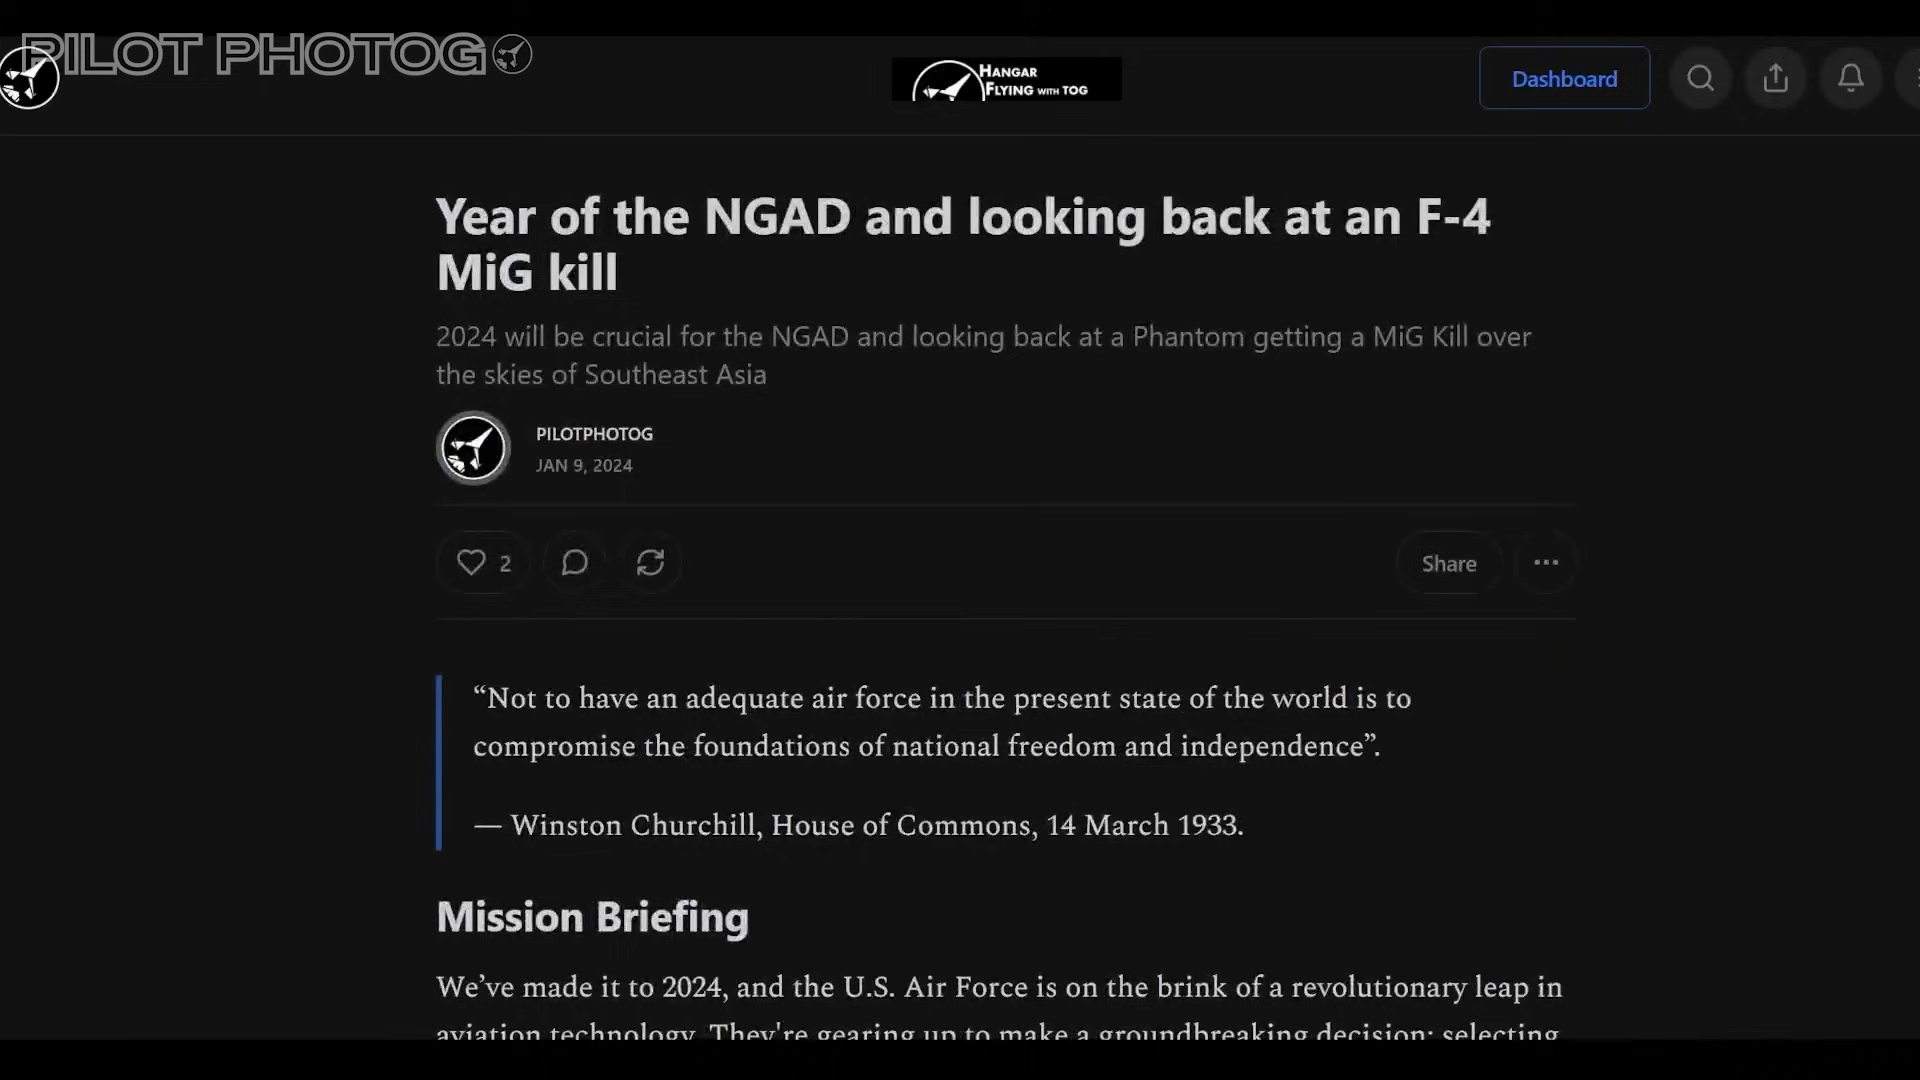 PILOT PHOTOG
HANGAR
FLYING WITH TOG
Dashboard
Year of the NGAD and looking back at an F-4
MiG kill
2024 will be crucial for the NGAD and looking back at a Phantom getting a MiG Kill over
the skies of Southeast Asia
PILOTPHOTOG
JAN 9, 2024
2
Share
“Not to have an adequate air force in the present state of the world is to
compromise the foundations of national freedom and independence”.
— Winston Churchill, House of Commons, 14 March 1933.
Mission Briefing
We’ve made it to 2024, and the U.S. Air Force is on the brink of a revolutionary leap in
aviation technology. They're gearing up to make a groundbreaking decision: selecting